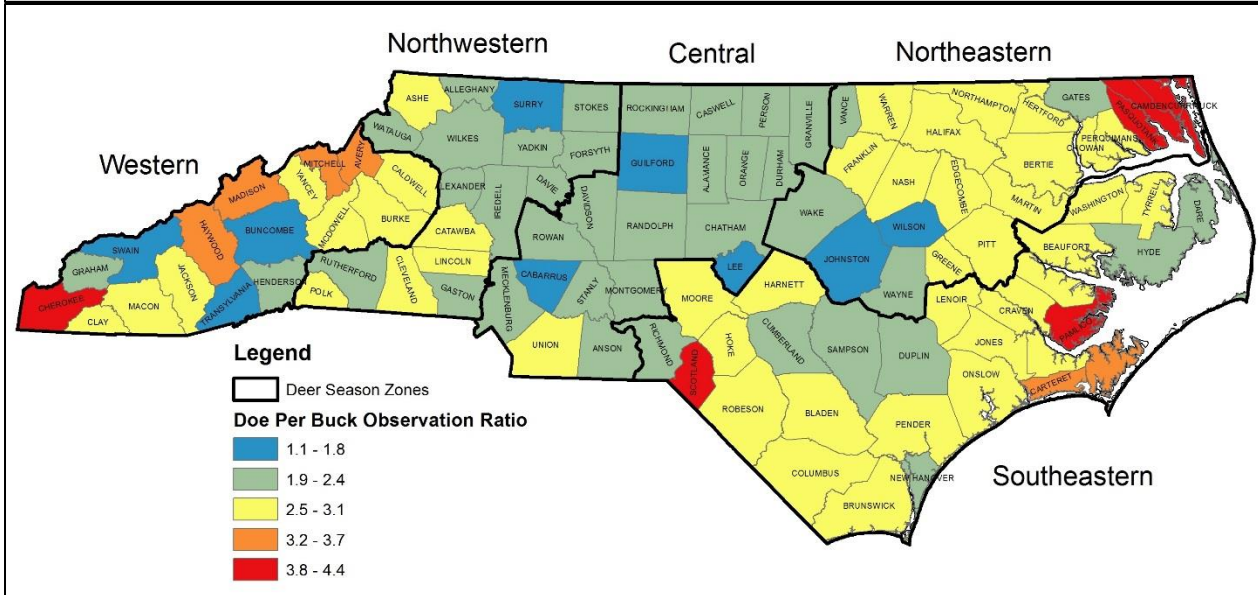 Northwestern
Central
Northeastern
Western
Southeastern
ASHE
ALLEGHANY
SURRY
STOKES
ROCKINGHAM
CASWELL
PERSON
GRANVILLE
VANCE
WARREN
NORTHAMPTON
HERTFORD
GATES
CAMDEN
CURRITUCK
PASQUOTANK
PERQUIMANS
CHOWAN
WATAUGA
WILKES
YADKIN
FORSYTH
GUILFORD
ALAMANCE
ORANGE
DURHAM
FRANKLIN
HALIFAX
BERTIE
MITCHELL
AVERY
CALDWELL
ALEXANDER
IREDELL
DAVIE
DAVIDSON
WAKE
NASH
EDGECOMBE
MARTIN
WASHINGTON
TYRRELL
DARE
MADISON
YANCEY
MCDOWELL
BURKE
CATAWBA
ROWAN
RANDOLPH
CHATHAM
JOHNSTON
WILSON
PITT
BEAUFORT
HYDE
SWAIN
HAYWOOD
BUNCOMBE
LINCOLN
CABARRUS
STANLY
MONTGOMERY
MOORE
LEE
HARNETT
WAYNE
GREENE
GRAHAM
JACKSON
HENDERSON
RUTHERFORD
CLEVELAND
GASTON
MECKLENBURG
LENOIR
CRAVEN
PAMLICO
CHEROKEE
CLAY
MACON
TRANSYLVANIA
POLK
UNION
ANSON
RICHMOND
SCOTLAND
HOKE
CUMBERLAND
SAMPSON
DUPLIN
JONES
ONSLOW
CARTERET
ROBESON
BLADEN
PENDER
COLUMBUS
BRUNSWICK
NEW HANOVER
Legend
Deer Season Zones
Doe Per Buck Observation Ratio
1.1 - 1.8
1.9 - 2.4
2.5 - 3.1
3.2 - 3.7
3.8 - 4.4